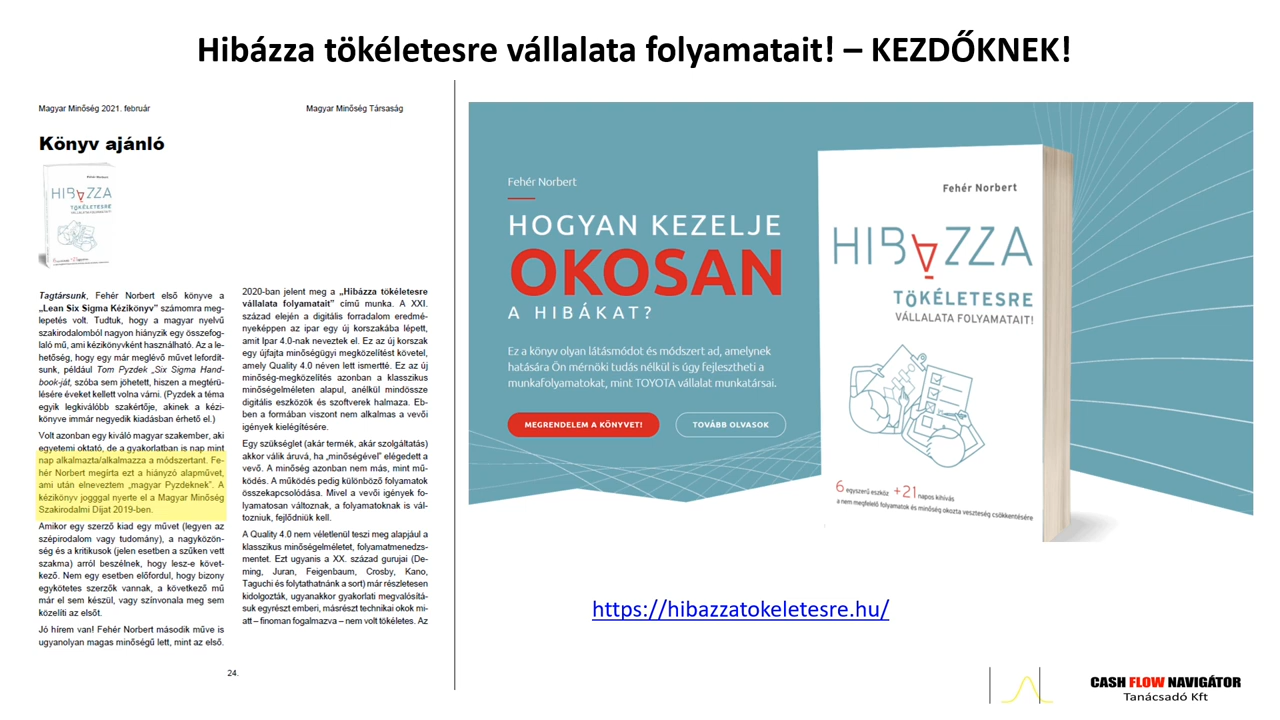 Hibázza tökéletesre vállalata folyamatait! – KEZDŐKNEK!
Magyar Minőség 2021. február
Magyar Minőség Társaság
Könyv ajánló
Fehér Norbert
HIBAZZA
TÖKÉLETESRE
VÁLLALATA FOLYAMATAIT!
Tagtársunk, Fehér Norbert első könyve a
„Lean Six Sigma Kézikönyv” számomra meg-
lepetés volt. Tudtuk, hogy a magyar nyelvű
szakirodalomból nagyon hiányzik egy összefog-
laló mű, ami kézikönyvként használható. Az a le-
hetőség, hogy egy már meglévő művet lefordít-
sunk, például Tom Pyzdek „Six Sigma Hand-
book-ját, szóba sem jöhetett, hiszen a megtérü-
lésére éveket kellett volna várni. (Pyzdek a téma
egyik legkiválóbb szakértője, akinek a kézi-
könyve immár negyedik kiadásban érhető el.)
Volt azonban egy kiváló magyar szakember, aki
egyetemi oktató, de a gyakorlatban is nap mint
nap alkalmazta/alkalmazza a módszertant. Fe-
hér Norbert megírta ezt a hiányzó alapművet,
ami után elneveztem „magyar Pyzdeknek”. A
kézikönyv jogggal nyerte el a Magyar Minőség
Szakirodalmi Díjat 2019-ben.
Amikor egy szerző kiad egy művet (legyen az
szépirodalom vagy tudomány), a nagyközön-
ség és a kritikusok (jelen esetben a szűken vett
szakma) arról beszélnek, hogy lesz-e követ-
kező. Nem egy esetben előfordul, hogy bizony
egykötetes szerzők vannak, a következő mű
már el sem készül, vagy színvonala meg sem
közelíti az elsőt.
Jó hírem van! Fehér Norbert második műve is
ugyanolyan magas minőségű lett, mint az első.
2020-ban jelent meg a „Hibázza tökéletesre
vállalata folyamatait” című munka. A XXI.
század elején a digitális forradalom eredmé-
nyeképpen az ipar egy új korszakába lépett,
amit Ipar 4.0-nak neveztek el. Ez az új korszak
egy újfajta minőségügyi megközelítést követel,
amely Quality 4.0 néven lett ismertté. Ez az új
minőség-megközelítés azonban a klasszikus
minőségelméleten alapul, anélkül mindössze
digitális eszközök és szoftverek halmaza. Eb-
ben a formában viszont nem alkalmas a vevői
igények kielégítésére.
Egy szükséglet (akár termék, akár szolgáltatás)
akkor válik áruvá, ha „minőségével” elégedett a
vevő. A minőség azonban nem más, mint mű-
ködés. A működés pedig különböző folyamatok
összekapcsolódása. Mivel a vevői igények fo-
lyamatosan változnak, a folyamatoknak is vál-
tozniuk, fejlődniük kell.
A Quality 4.0 nem véletlenül teszi meg alapjául a
klasszikus minőségelméletet, folyamatmenedzs-
mentet. Ezt ugyanis a XX. század gurujai (De-
ming, Juran, Feigenbaum, Crosby, Kano,
Taguchi és folytathatnánk a sort) már részletesen
kidolgozták, ugyanakkor gyakorlati megvalósítá-
suk egyrészt emberi, másrészt technikai okok mi-
att – finoman fogalmazva – nem volt tökéletes. Az
24.
Fehér Norbert
HOGYAN KEZELJE
OKOSAN
A HIBÁKAT?
Ez a könyv olyan látásmódot és módszert ad, amelynek
hatására Ön mérnöki tudás nélkül is úgy fejlesztheti a
munkafolyamatokat, mint TOYOTA vállalat munkatársai.
MEGRENDELEM A KÖNYVET!
TOVÁBB OLVASOK
Fehér Norbert
HIBAZZA
TÖKÉLETESRE
VÁLLALATA FOLYAMATAIT!
6 egyszerű eszköz +21 napos kihívás
a nem megfelelő folyamatok és minőség okozta veszteség csökkentésére
https://hibazzatokeletesre.hu/
CASH FLOW NAVIGÁTOR
Tanácsadó Kft